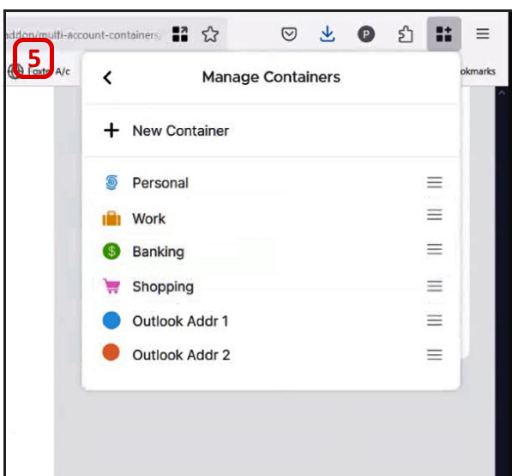 addon/multi-account-containers/
5
A/c
okmarks
Manage Containers
New Container
Personal
Work
Banking
Shopping
Outlook Addr 1
Outlook Addr 2
P